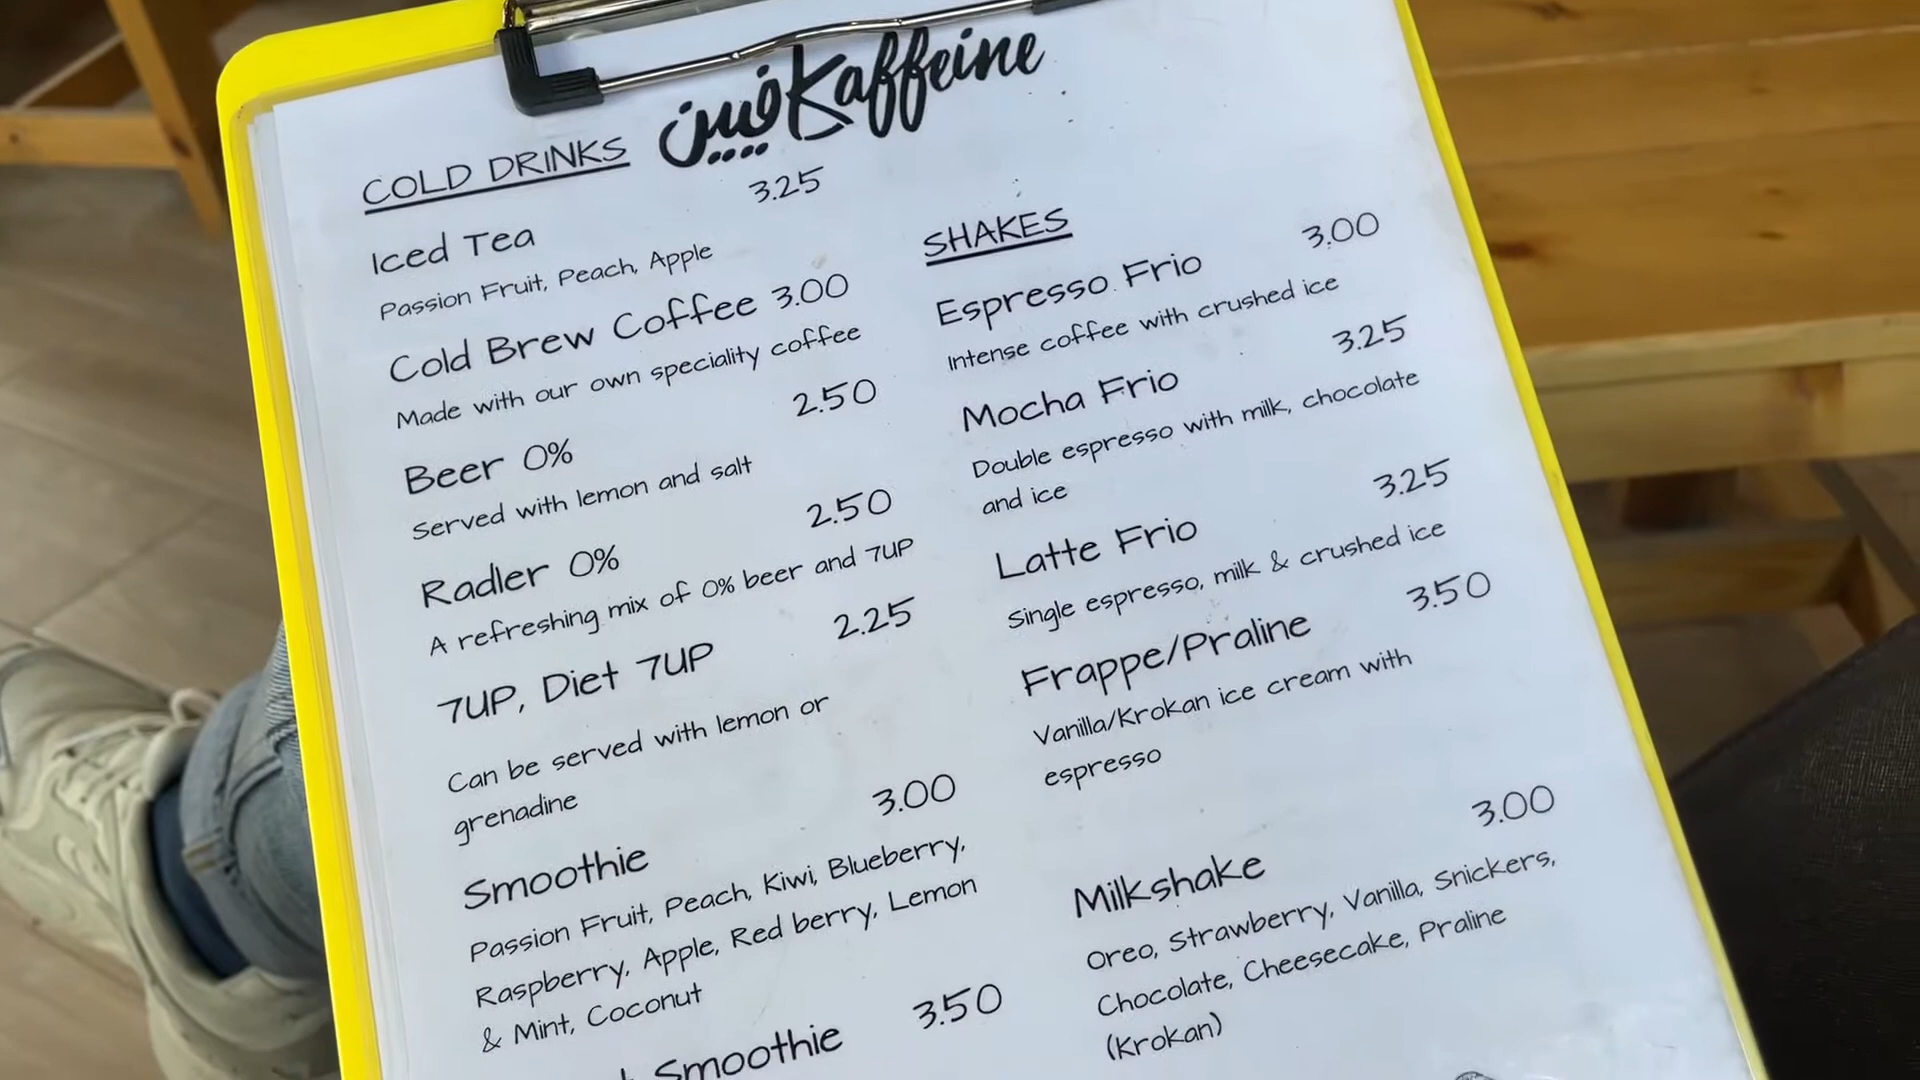 فيين Kaffeine
COLD DRINKS
Iced Tea 3.25
Passion Fruit, Peach, Apple
Cold Brew Coffee 3.00
Made with our own speciality coffee
Beer 0% 2.50
Served with lemon and salt
Radler 0% 2.50
A refreshing mix of 0% beer and 7UP
7UP, Diet 7UP 2.25
Can be served with lemon or
grenadine
Smoothie 3.00
Passion Fruit, Peach, Kiwi, Blueberry,
Raspberry, Apple, Red berry, Lemon
& Mint, Coconut
Smoothie 3.50
SHAKES
Espresso Frio 3.00
Intense coffee with crushed ice
Mocha Frio 3.25
Double espresso with milk, chocolate
and ice
Latte Frio 3.25
Single espresso, milk & crushed ice
Frappe/Praline 3.50
Vanilla/Krokan ice cream with
espresso
Milkshake 3.00
Oreo, Strawberry, Vanilla, Snickers,
Chocolate, Cheesecake, Praline
(Krokan)